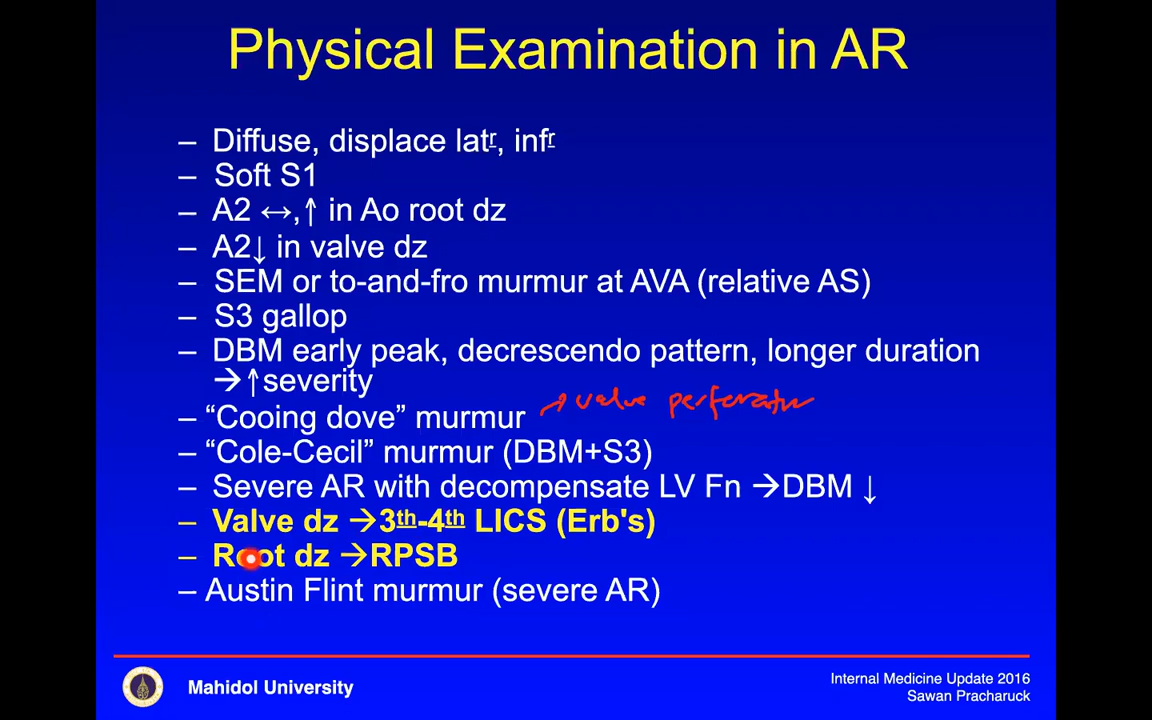 Physical Examination in AR
– Diffuse, displace latr, infr
– Soft S1
– A2 ↔,↑ in Ao root dz
– A2↓ in valve dz
– SEM or to-and-fro murmur at AVA (relative AS)
– S3 gallop
– DBM early peak, decrescendo pattern, longer duration
→↑severity
– “Cooing dove” murmur ↗ valve perforation
– “Cole-Cecil” murmur (DBM+S3)
– Severe AR with decompensate LV Fn →DBM ↓
– Valve dz →3th-4th LICS (Erb's)
– Root dz →RPSB
– Austin Flint murmur (severe AR)
Mahidol University
Internal Medicine Update 2016
Sawan Pracharuck